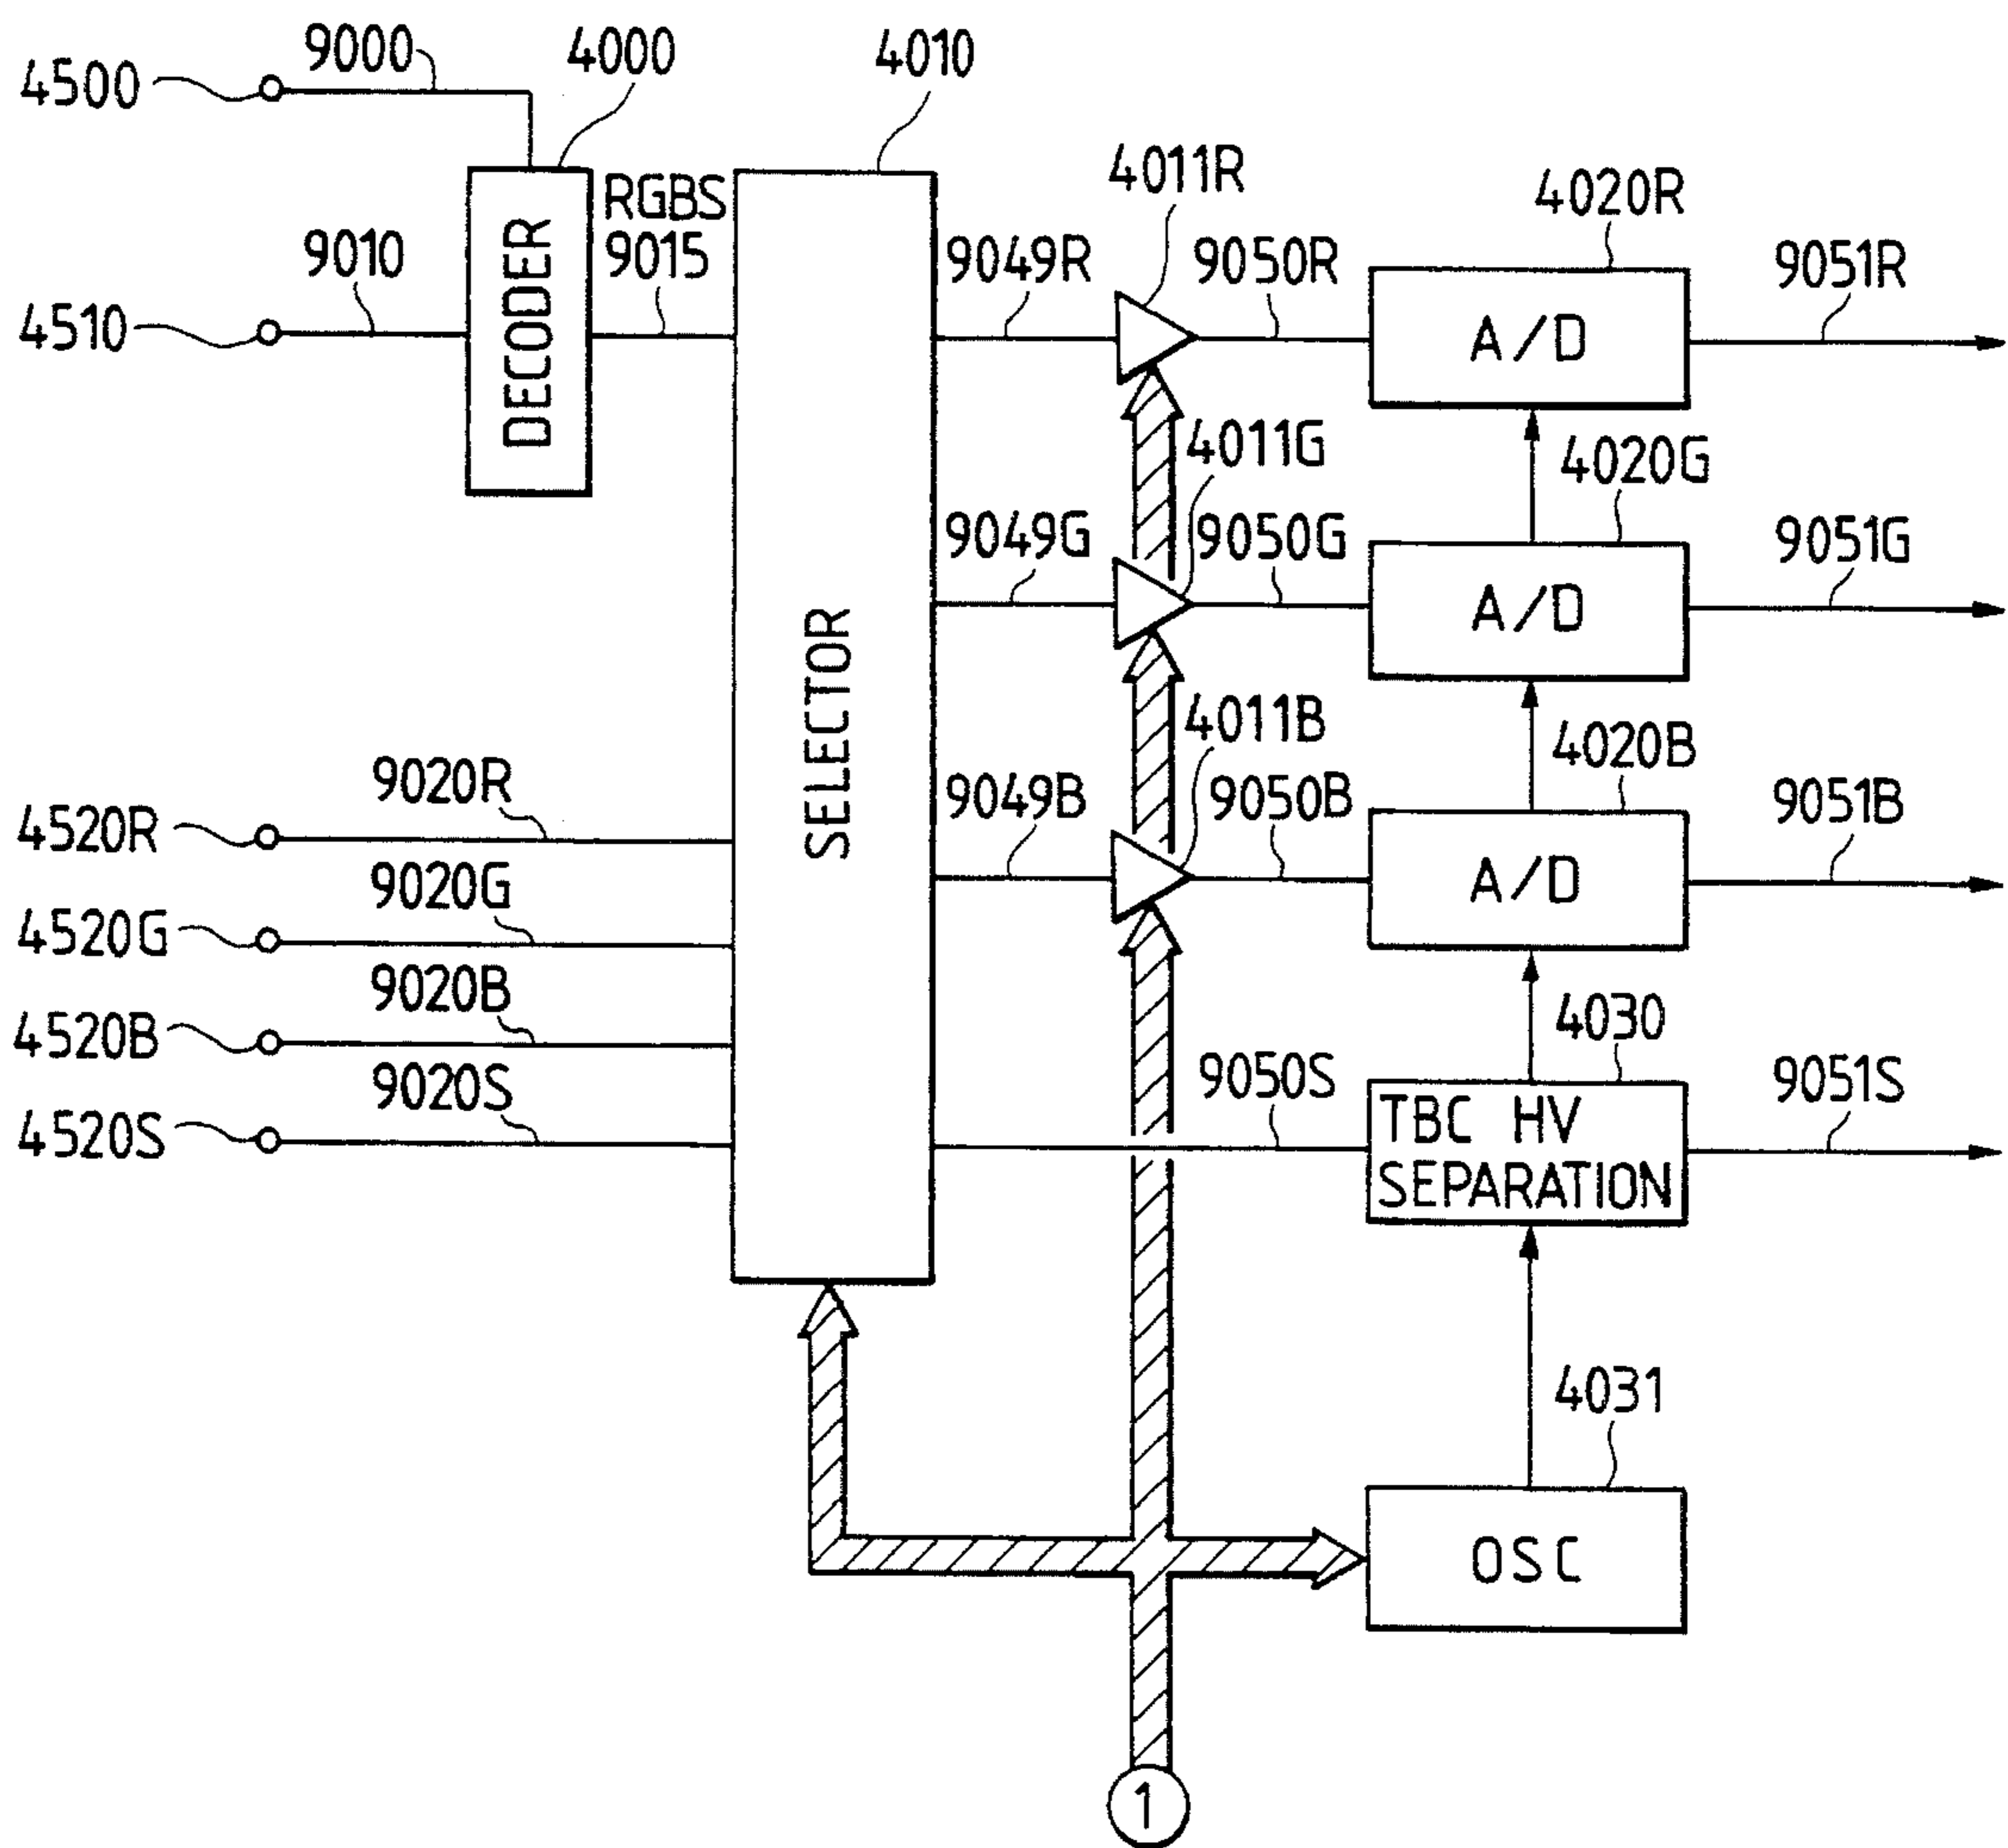 9000
4000
4010
4500
4011R
4020R
RGBS
9010
9015
9049R
9050R
9051R
4510
DECODER
A/D
4011G
4020G
9049G
9050G
9051G
A/D
SELECTOR
4011B
4020B
9020R
9049B
9050B
9051B
4520R
A/D
9020G
4520G
9020B
4030
4520B
9020S
9050S
9051S
4520S
TBC HV
SEPARATION
4031
OSC
1